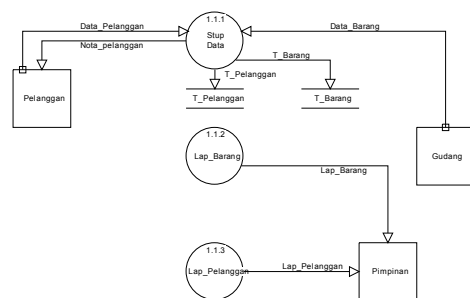 Data_Pelanggan
1.1.1
Stup
Data
Data_Barang
Nota_pelanggan
T_Barang
T_Pelanggan
Pelanggan
T_Pelanggan
T_Barang
1.1.2
Lap_Barang
Gudang
Lap_Barang
1.1.3
Lap_Pelanggan
Lap_Pelanggan
Pimpinan